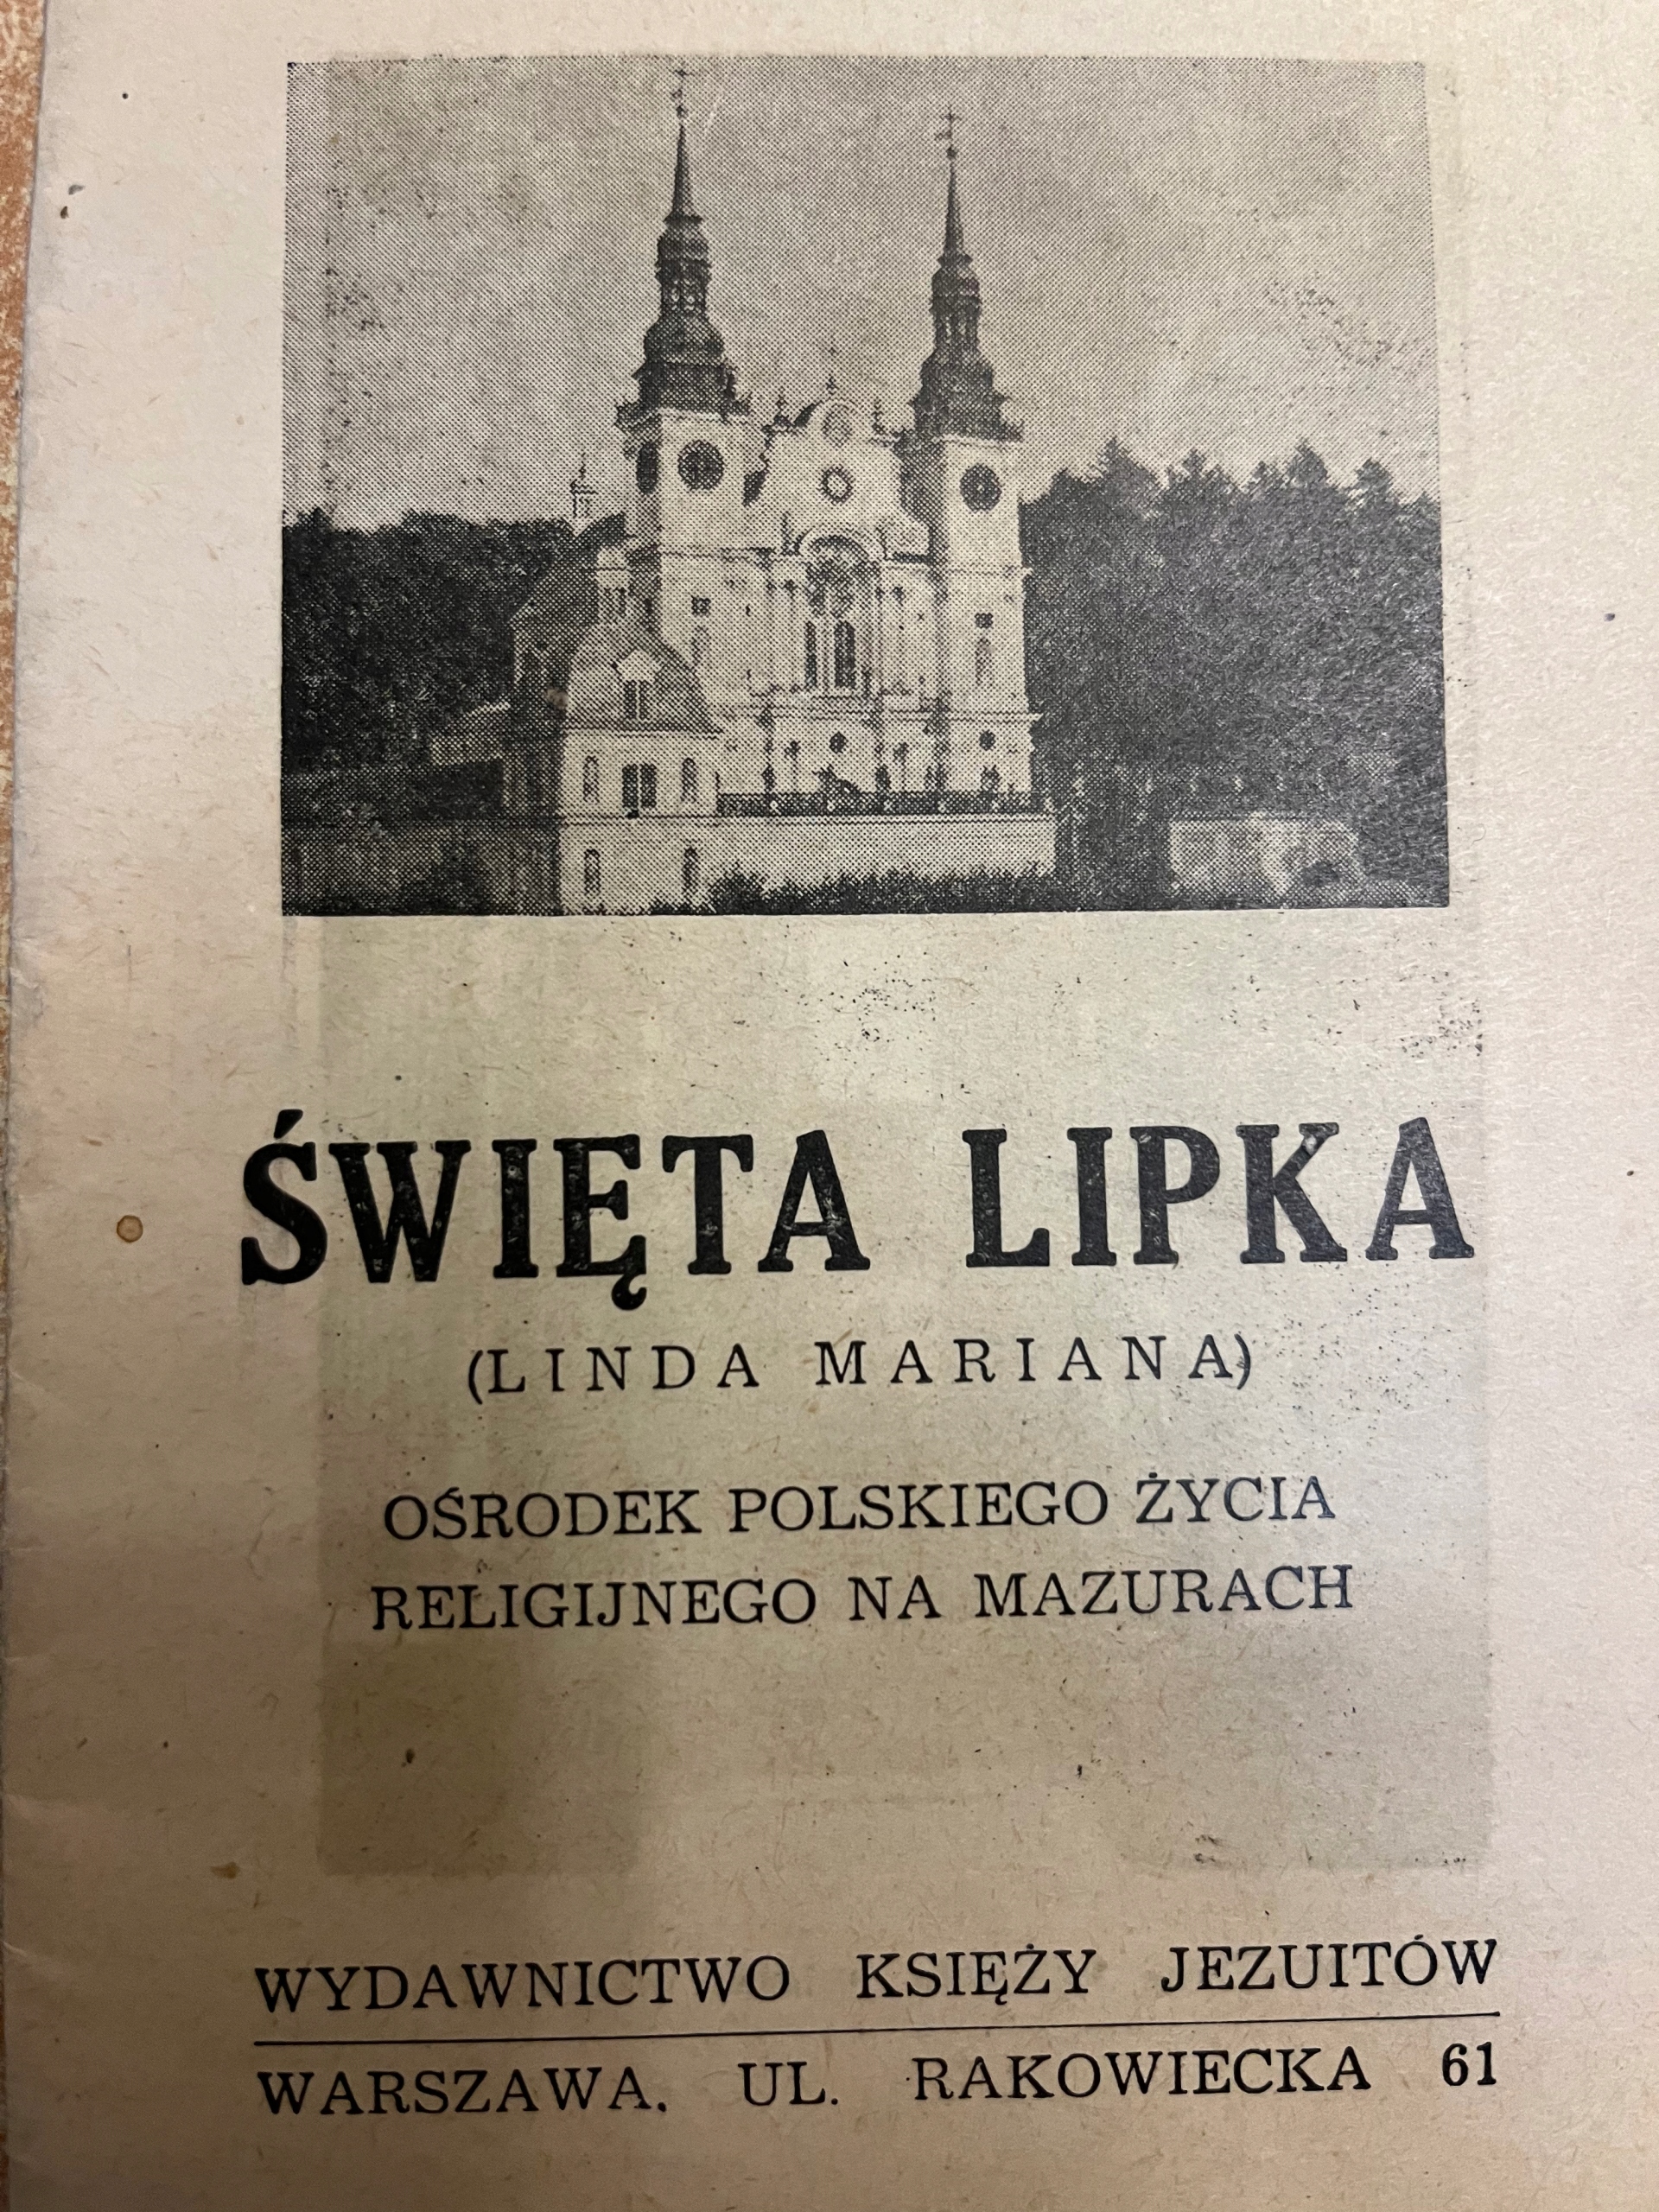 ŚWIĘTA LIPKA
(LINDA MARIANA)
OŚRODEK POLSKIEGO ŻYCIA
RELIGIJNEGO NA MAZURACH
WYDAWNICTWO KSIĘŻY JEZUITÓW
WARSZAWA. UL. RAKOWIECKA 61